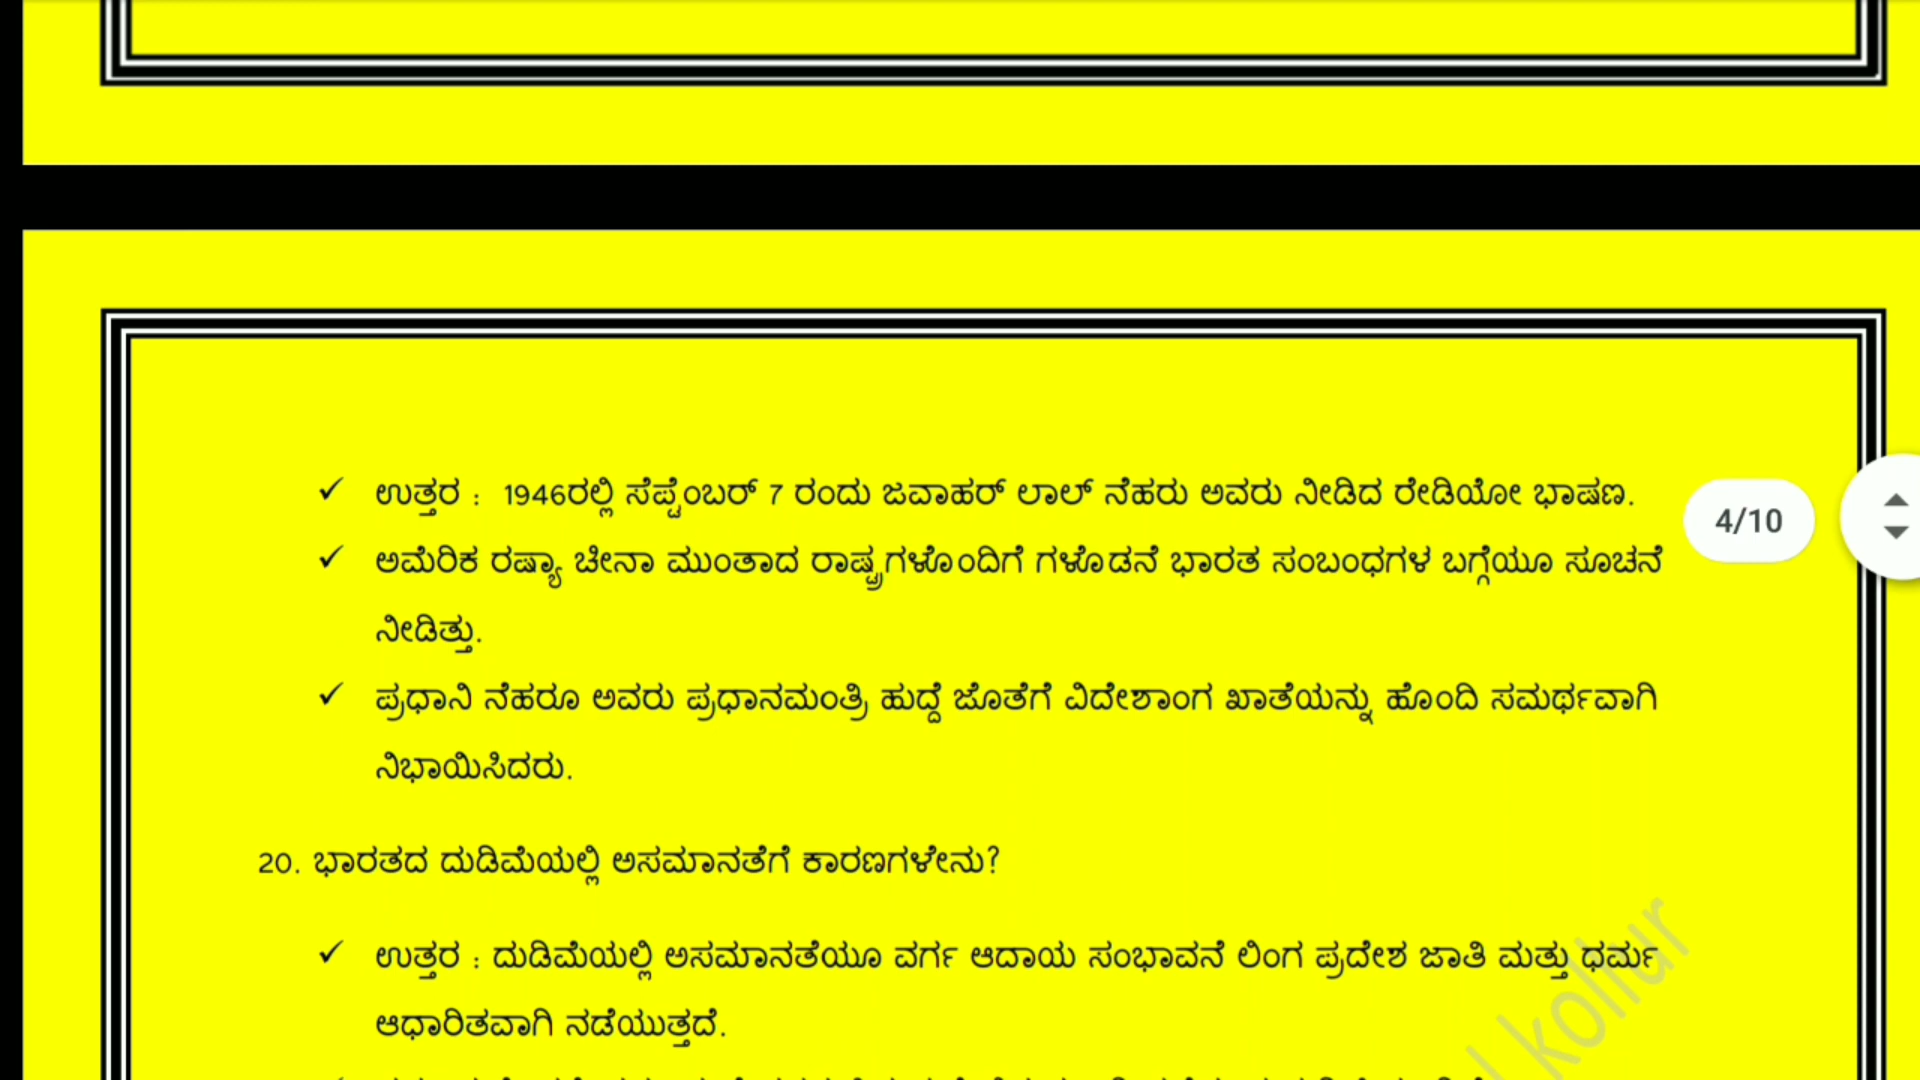 ಉತ್ತರ : 1946ರಲ್ಲಿ ಸೆಪ್ಟೆಂಬರ್ 7 ರಂದು ಜವಾಹರ್ ಲಾಲ್ ನೆಹರು ಅವರು ನೀಡಿದ ರೇಡಿಯೋ ಭಾಷಣ.
4/10
ಅಮೆರಿಕ ರಷ್ಯಾ ಚೀನಾ ಮುಂತಾದ ರಾಷ್ಟ್ರಗಳೊಂದಿಗೆ ಗಳೊಡನೆ ಭಾರತ ಸಂಬಂಧಗಳ ಬಗ್ಗೆಯೂ ಸೂಚನೆ
ನೀಡಿತ್ತು.
ಪ್ರಧಾನಿ ನೆಹರೂ ಅವರು ಪ್ರಧಾನಮಂತ್ರಿ ಹುದ್ದೆ ಜೊತೆಗೆ ವಿದೇಶಾಂಗ ಖಾತೆಯನ್ನು ಹೊಂದಿ ಸಮರ್ಥವಾಗಿ
ನಿಭಾಯಿಸಿದರು.
20. ಭಾರತದ ದುಡಿಮೆಯಲ್ಲಿ ಅಸಮಾನತೆಗೆ ಕಾರಣಗಳೇನು?
ಉತ್ತರ : ದುಡಿಮೆಯಲ್ಲಿ ಅಸಮಾನತೆಯೂ ವರ್ಗ ಆದಾಯ ಸಂಭಾವನೆ ಲಿಂಗ ಪ್ರದೇಶ ಜಾತಿ ಮತ್ತು ಧರ್ಮ
ಆಧಾರಿತವಾಗಿ ನಡೆಯುತ್ತದೆ.
kollur